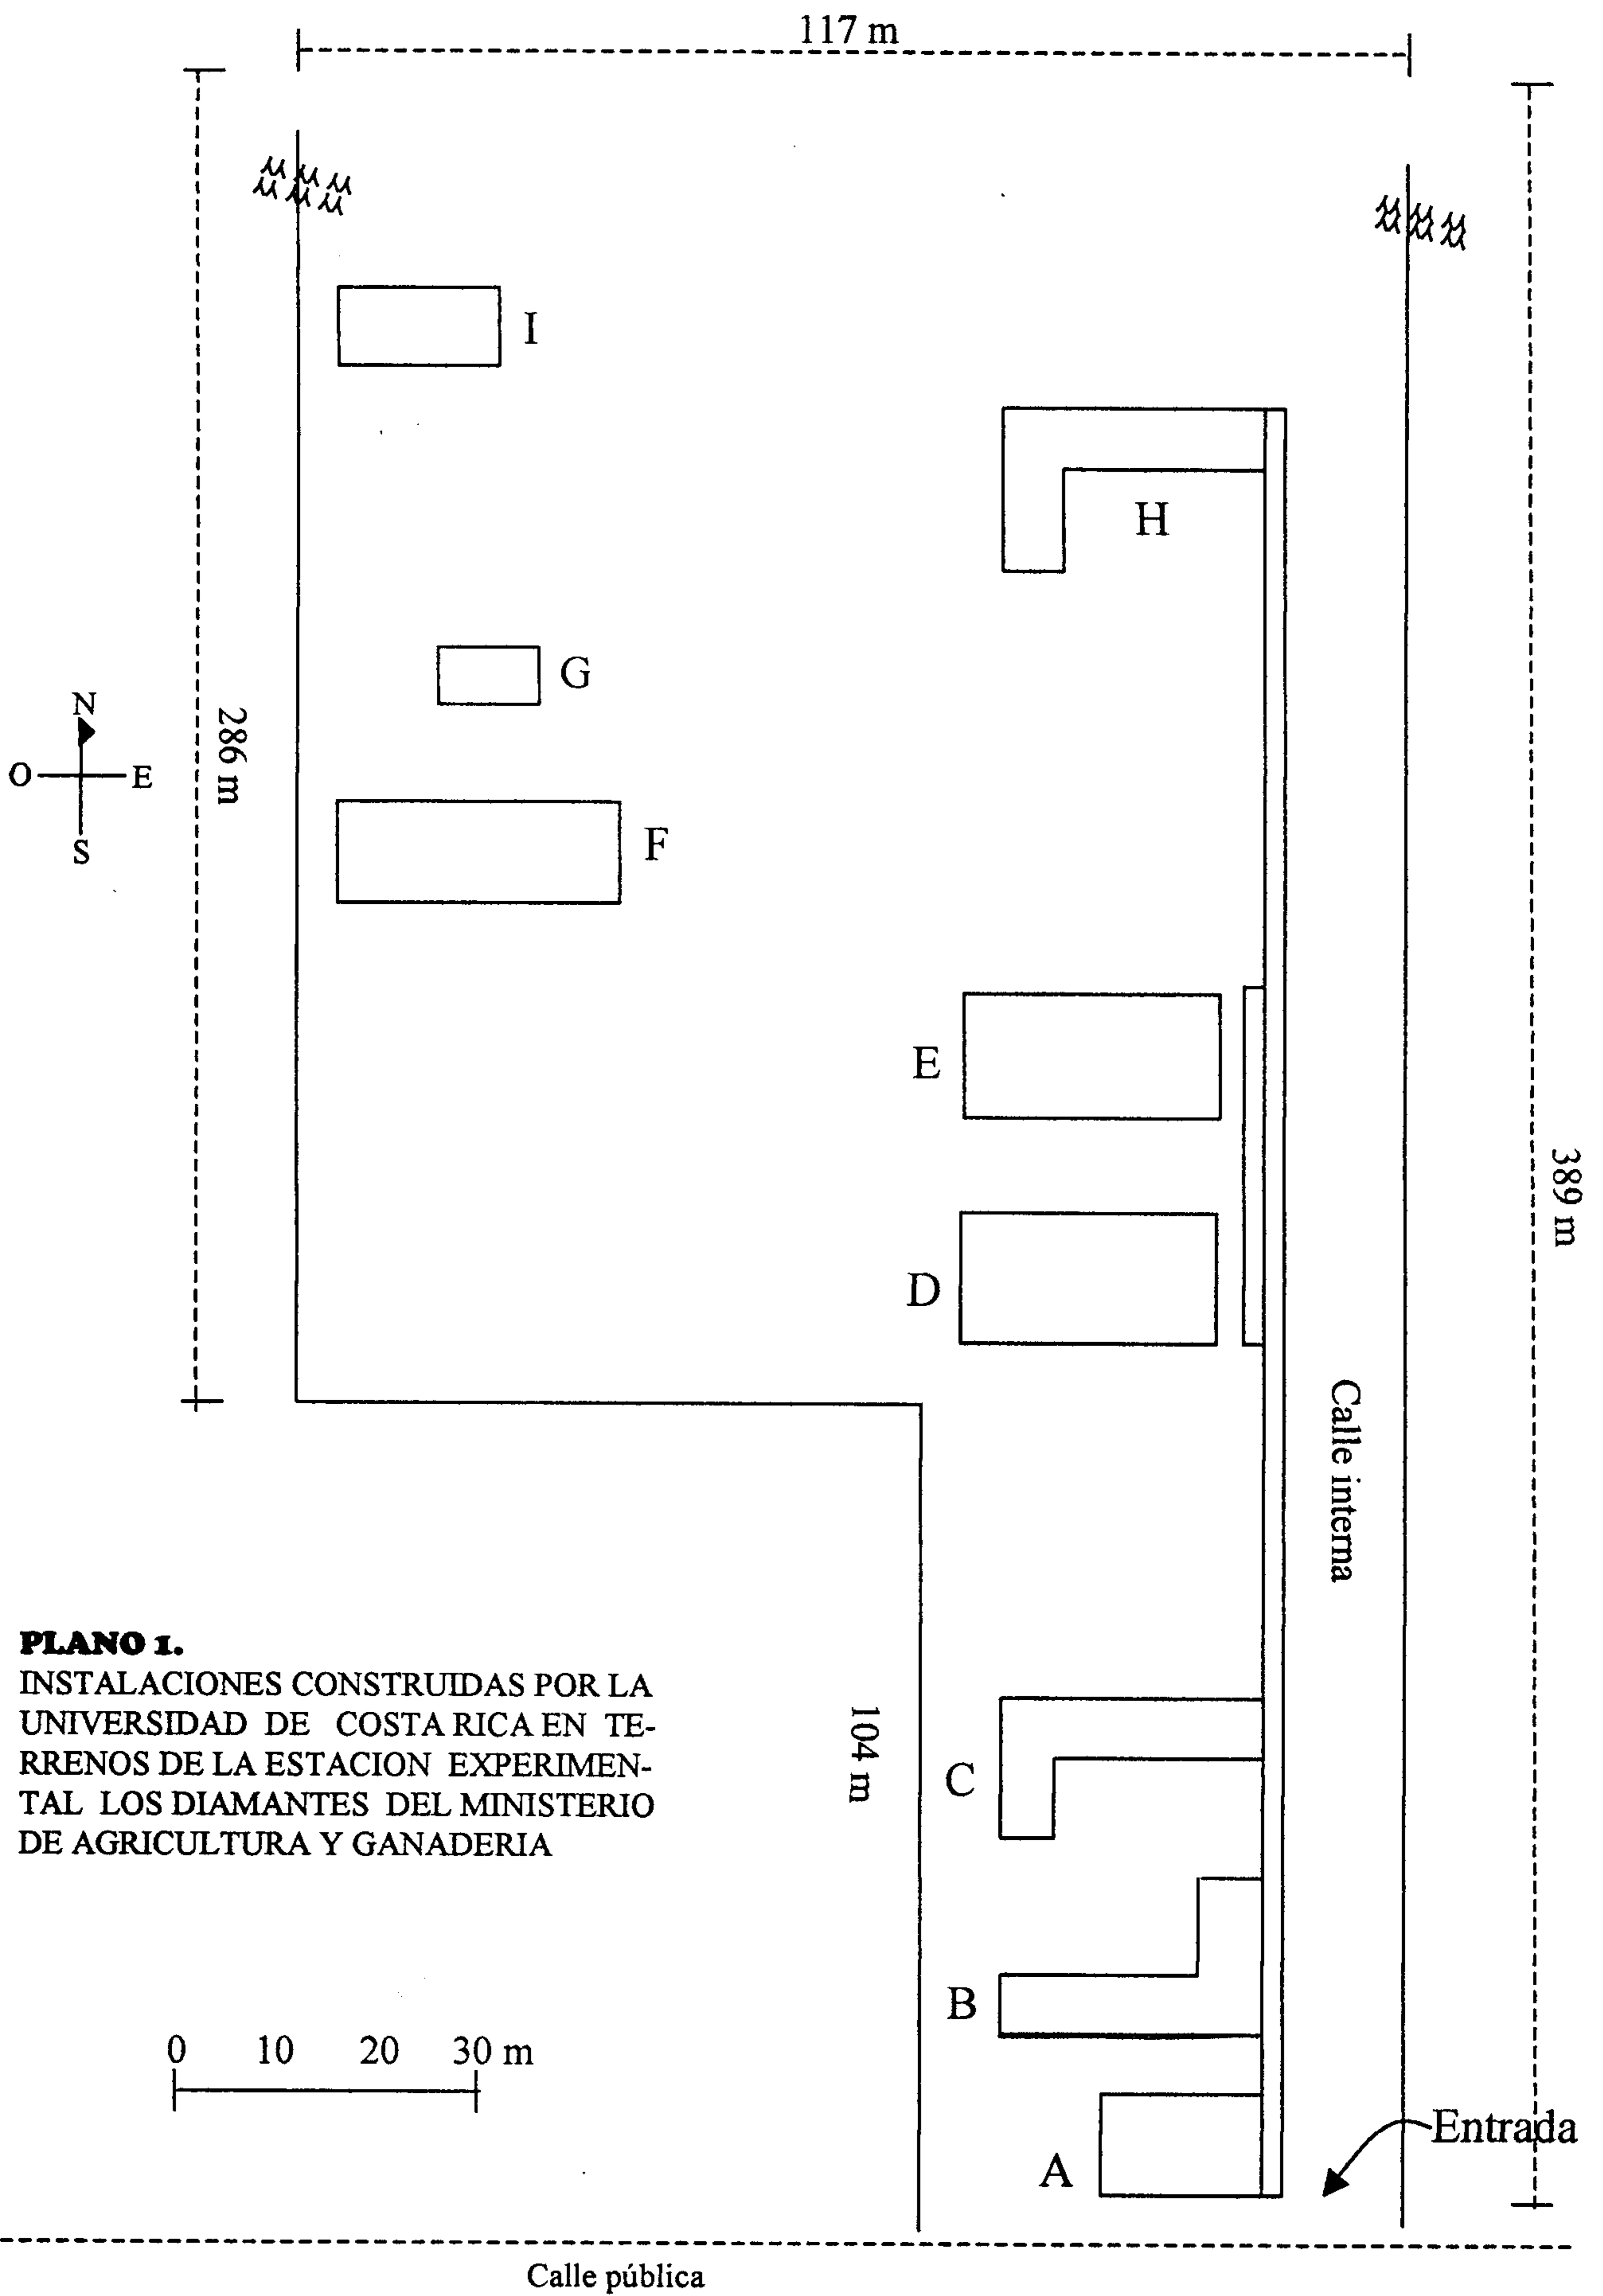 117 m
I
H
N
G
286 m
O E
S
F
E
389 m
D
Calle interna
PLANO 1.
INSTALACIONES CONSTRUIDAS POR LA
UNIVERSIDAD DE COSTA RICA EN TE-
RRENOS DE LA ESTACION EXPERIMEN-
TAL LOS DIAMANTES DEL MINISTERIO
DE AGRICULTURA Y GANADERIA
104 m
C
B
0 10 20 30 m
Entrada
A
Calle pública